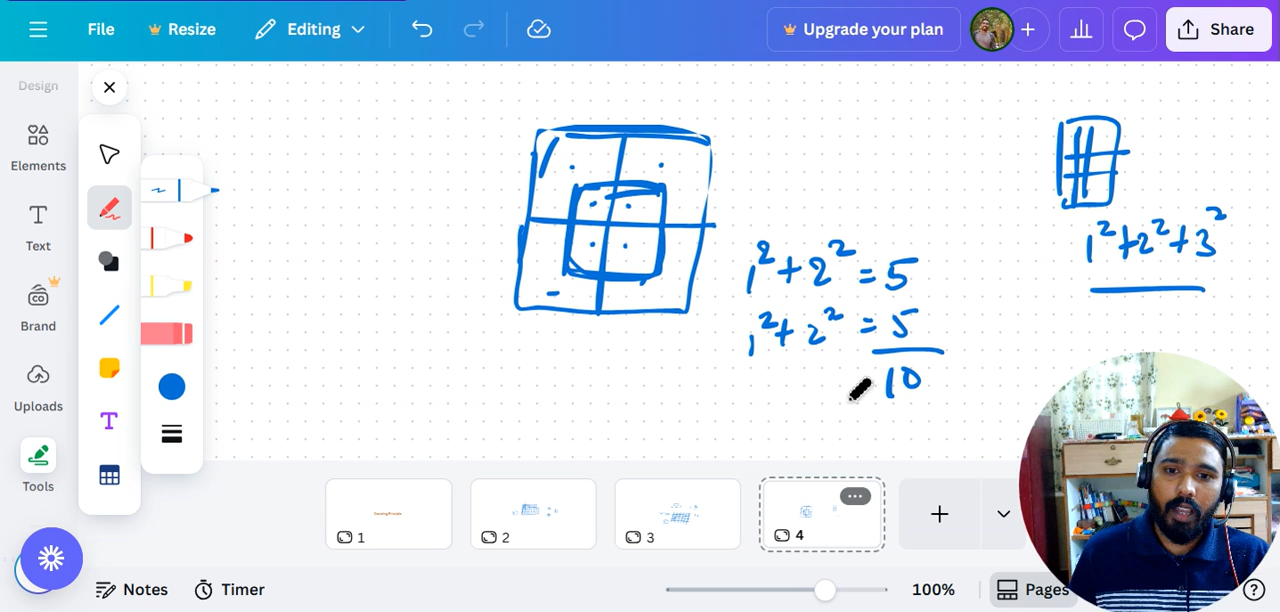 File
Resize
Editing
Upgrade your plan
Share
Design
Elements
Text
Brand
Uploads
Tools
1² + 2² = 5
1² + 2² = 5
10
1² + 2² + 3²
1
2
3
4
Notes
Timer
100%
Pages